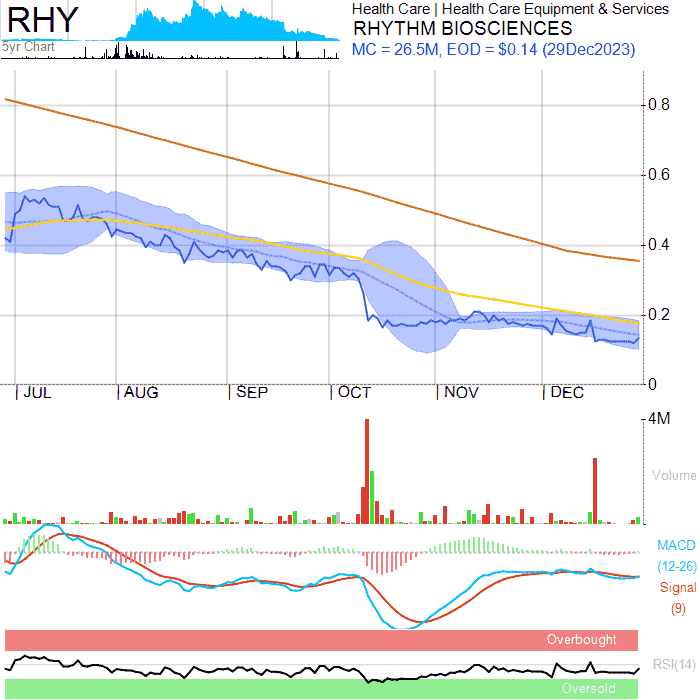 RHY
5yr Chart
Health Care | Health Care Equipment & Services
RHYTHM BIOSCIENCES
MC = 26.5M, EOD = $0.14 (29Dec2023)
0.8
0.6
0.4
0.2
0
JUL AUG SEP OCT NOV DEC
4M
Volume
MACD
(12-26)
Signal
(9)
Overbought
RSI(14)
Oversold